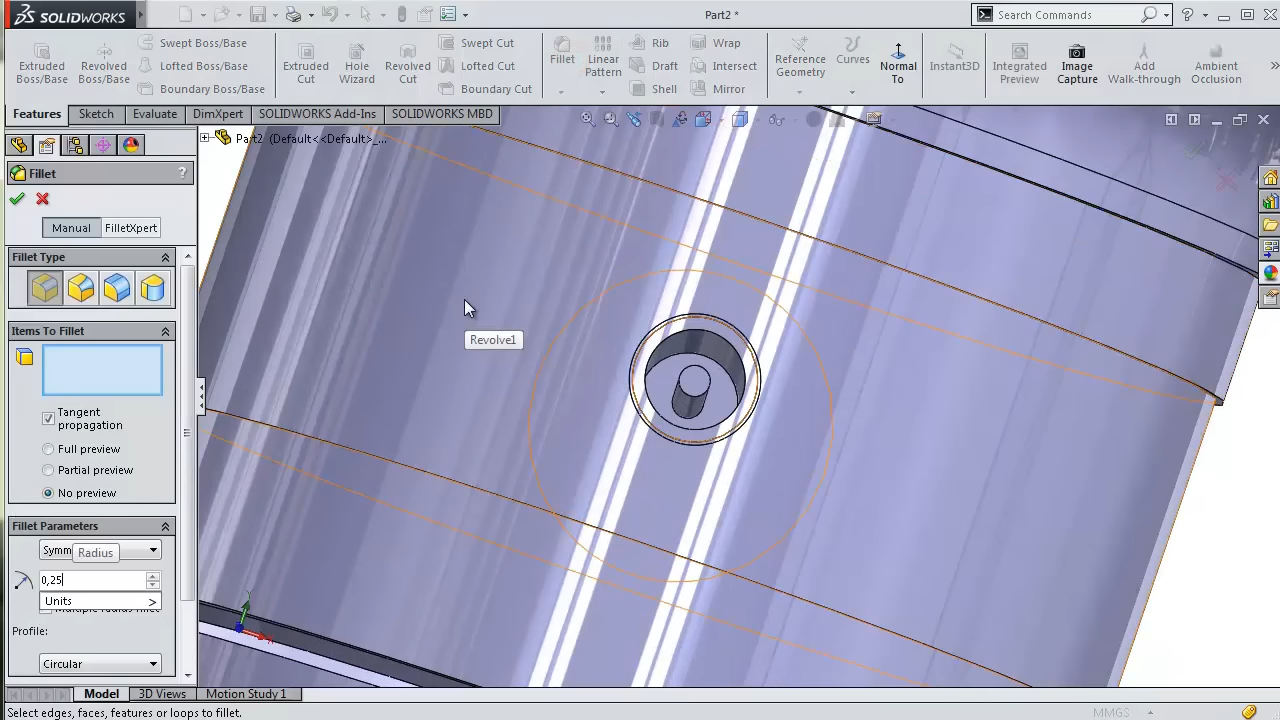 SOLIDWORKS
Part2 *
Search Commands
?
Extruded Boss/Base
Revolved Boss/Base
Swept Boss/Base
Lofted Boss/Base
Boundary Boss/Base
Extruded Cut
Hole Wizard
Revolved Cut
Swept Cut
Lofted Cut
Boundary Cut
Fillet
Linear Pattern
Rib
Draft
Shell
Wrap
Intersect
Mirror
Reference Geometry
Curves
Normal To
Instant3D
Integrated Preview
Image Capture
Add Walk-through
Ambient Occlusion
Features
Sketch
Evaluate
DimXpert
SOLIDWORKS Add-Ins
SOLIDWORKS MBD
Part2 (Default<<Default>_...
Fillet
?
Manual
FilletXpert
Fillet Type
Items To Fillet
Tangent
propagation
Full preview
Partial preview
No preview
Fillet Parameters
Symm
Radius
0,25
Units >
Profile:
Circular
Revolve1
Model
3D Views
Motion Study 1
Select edges, faces, features or loops to fillet.
MMGS